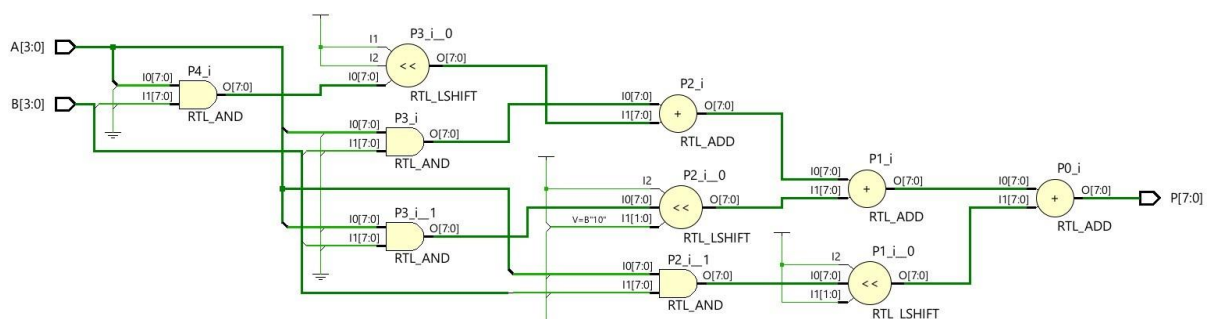 A[3:0]
B[3:0]
P4_i
I0[7:0]
I1[7:0]
O[7:0]
RTL_AND
P3_i__0
I1
I2
I0[7:0]
<<
O[7:0]
RTL_LSHIFT
P3_i
I0[7:0]
I1[7:0]
O[7:0]
RTL_AND
P3_i__1
I0[7:0]
I1[7:0]
O[7:0]
RTL_AND
P2_i
I0[7:0]
I1[7:0]
+
O[7:0]
RTL_ADD
P2_i__0
I2
I0[7:0]
V=B"10"
I1[1:0]
<<
O[7:0]
RTL_LSHIFT
P2_i__1
I0[7:0]
I1[7:0]
O[7:0]
RTL_AND
P1_i
I0[7:0]
I1[7:0]
+
O[7:0]
RTL_ADD
P1_i__0
I2
I0[7:0]
I1[1:0]
<<
O[7:0]
RTL_LSHIFT
P0_i
I0[7:0]
I1[7:0]
+
O[7:0]
RTL_ADD
P[7:0]